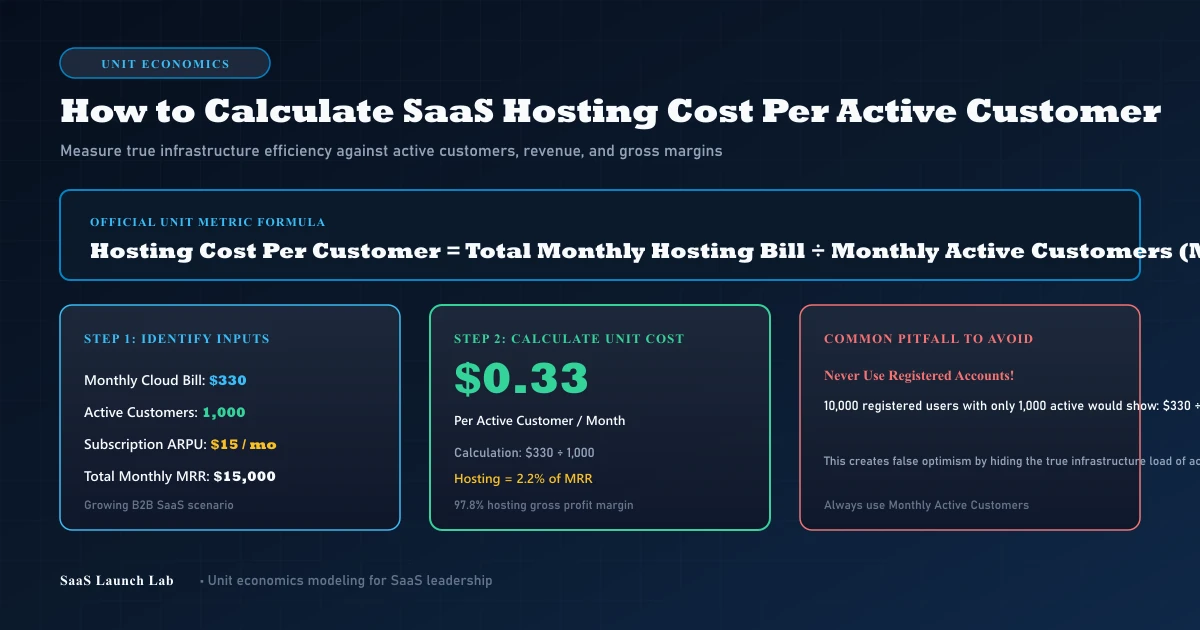 UNIT ECONOMICS
How to Calculate SaaS Hosting Cost Per Active Customer
Measure true infrastructure efficiency against active customers, revenue, and gross margins
OFFICIAL UNIT METRIC FORMULA
Hosting Cost Per Customer = Total Monthly Hosting Bill ÷ Monthly Active Customers (M
STEP 1: IDENTIFY INPUTS
Monthly Cloud Bill: $330
Active Customers: 1,000
Subscription ARPU: $15 / mo
Total Monthly MRR: $15,000
Growing B2B SaaS scenario
STEP 2: CALCULATE UNIT COST
$0.33
Per Active Customer / Month
Calculation: $330 ÷ 1,000
Hosting = 2.2% of MRR
97.8% hosting gross profit margin
COMMON PITFALL TO AVOID
Never Use Registered Accounts!
10,000 registered users with only 1,000 active would show: $330 ÷
This creates false optimism by hiding the true infrastructure load of ac
Always use Monthly Active Customers
SaaS Launch Lab • Unit economics modeling for SaaS leadership